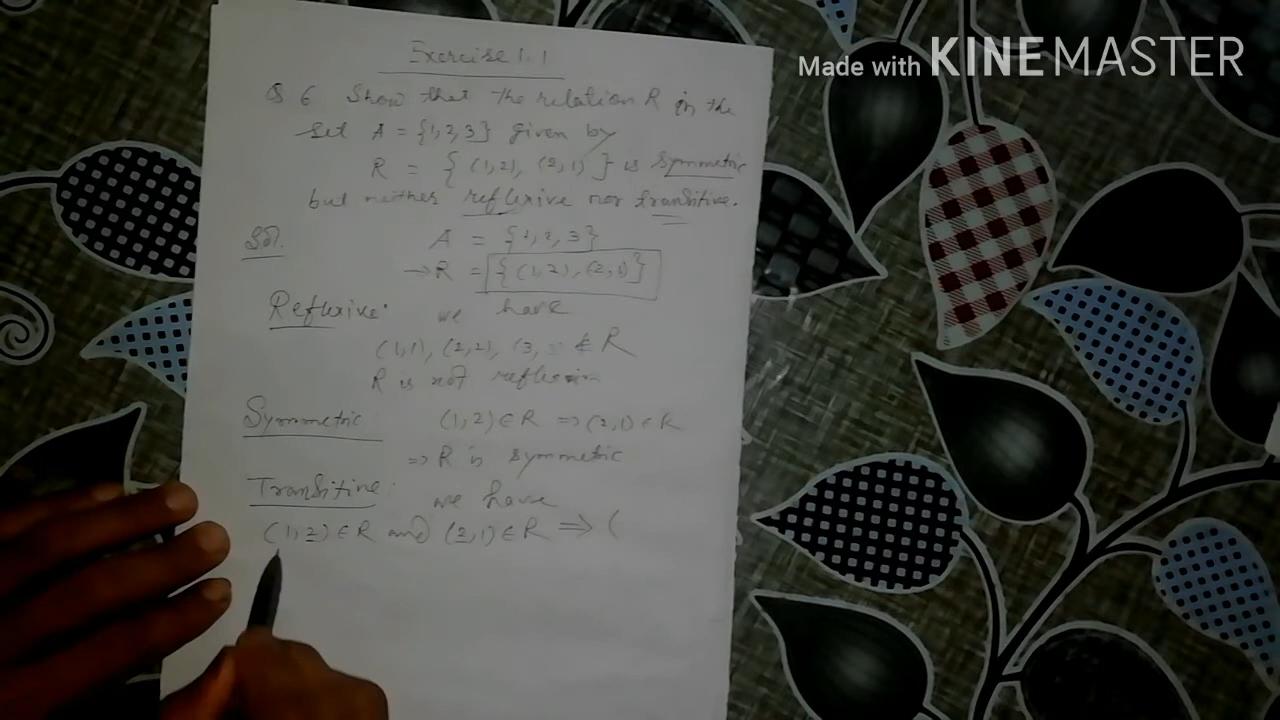 Made with KINEMASTER
Exercise 1.1
Q 6 Show that the relation R in the
set A = {1, 2, 3} given by
R = { (1,2), (2,1) } is symmetric
but neither reflexive nor transitive.
Sol. A = {1, 2, 3}
→ R = {(1,2), (2,1)}
Reflexive: we have
(1,1), (2,2), (3, ∉ R
R is not reflexive
Symmetric (1,2) ∈ R => (2,1) ∈ R
=> R is symmetric
Transitive: we have
(1,2) ∈ R and (2,1) ∈ R => (